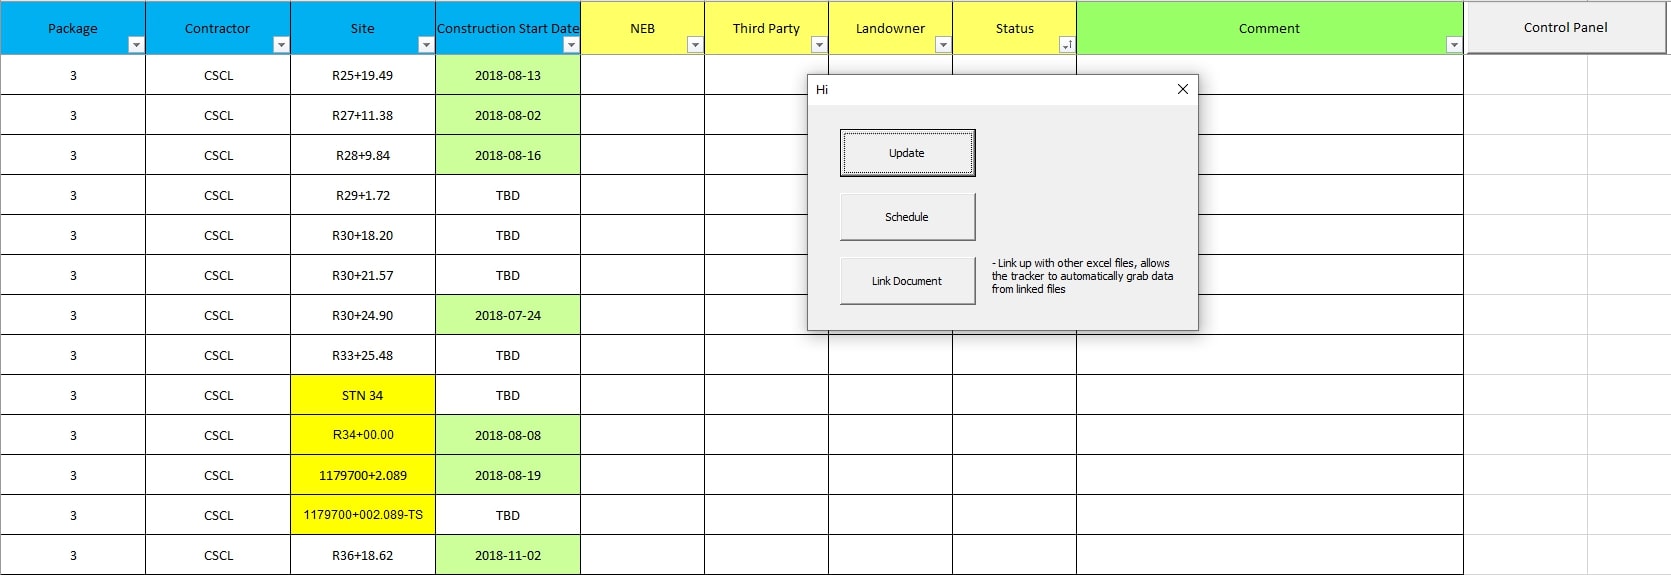 Package Contractor Site Construction Start Date NEB Third Party Landowner Status Comment Control Panel
3 CSCL R25+19.49 2018-08-13
Hi
3 CSCL R27+11.38 2018-08-02
3 CSCL R28+9.84 2018-08-16
Update
3 CSCL R29+1.72 TBD
Schedule
3 CSCL R30+18.20 TBD
3 CSCL R30+21.57 TBD
Link Document
- Link up with other excel files, allows
the tracker to automatically grab data
from linked files
3 CSCL R30+24.90 2018-07-24
3 CSCL R33+25.48 TBD
3 CSCL STN 34 TBD
3 CSCL R34+00.00 2018-08-08
3 CSCL 1179700+2.089 2018-08-19
3 CSCL 1179700+002.089-TS TBD
3 CSCL R36+18.62 2018-11-02